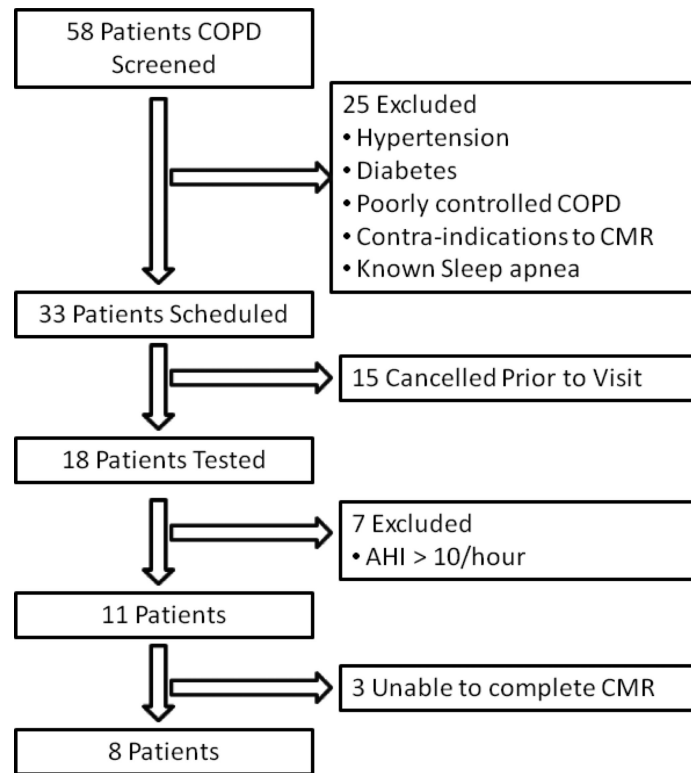 58 Patients COPD
Screened
25 Excluded
• Hypertension
• Diabetes
• Poorly controlled COPD
• Contra-indications to CMR
• Known Sleep apnea
33 Patients Scheduled
15 Cancelled Prior to Visit
18 Patients Tested
7 Excluded
• AHI > 10/hour
11 Patients
3 Unable to complete CMR
8 Patients